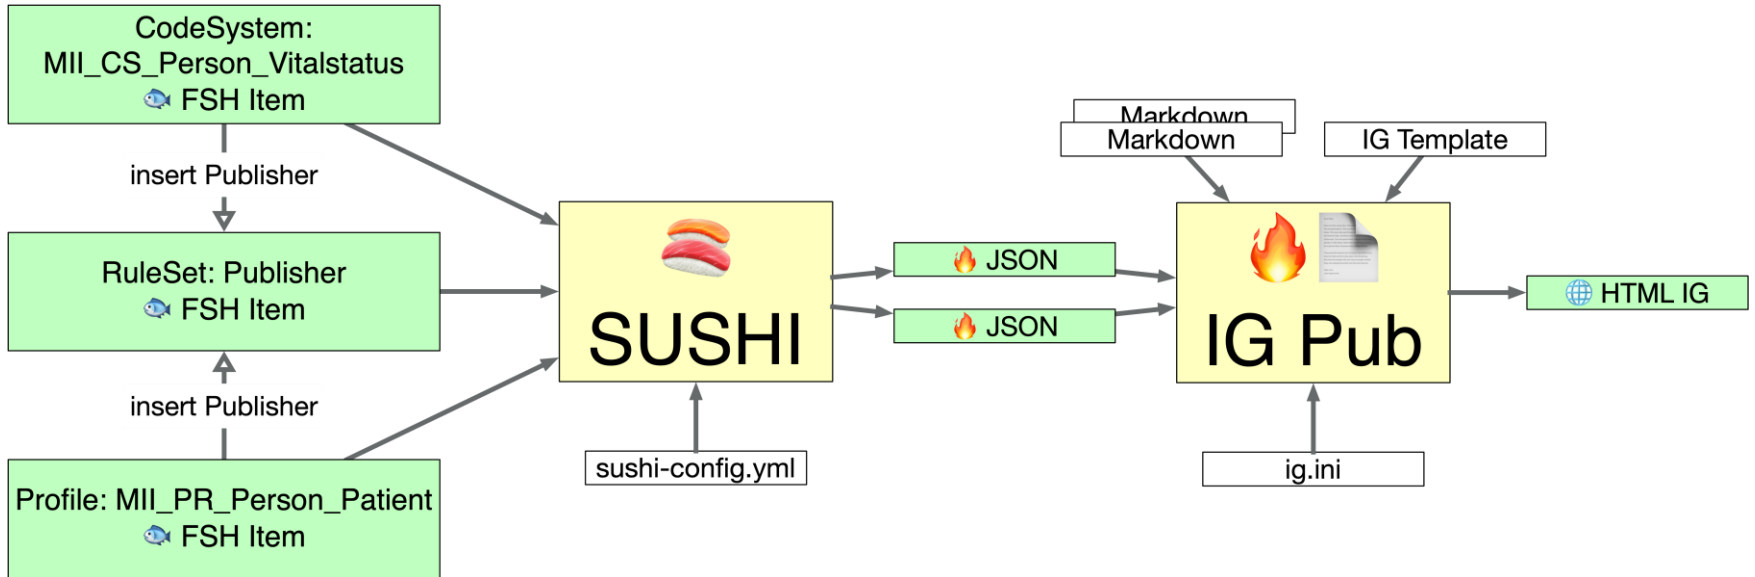 CodeSystem:
MII_CS_Person_Vitalstatus
🐟 FSH Item
insert Publisher
RuleSet: Publisher
🐟 FSH Item
insert Publisher
Profile: MII_PR_Person_Patient
🐟 FSH Item
🍣
SUSHI
sushi-config.yml
🔥 JSON
🔥 JSON
Markdown
Markdown
IG Template
🔥📄
IG Pub
ig.ini
🌐 HTML IG